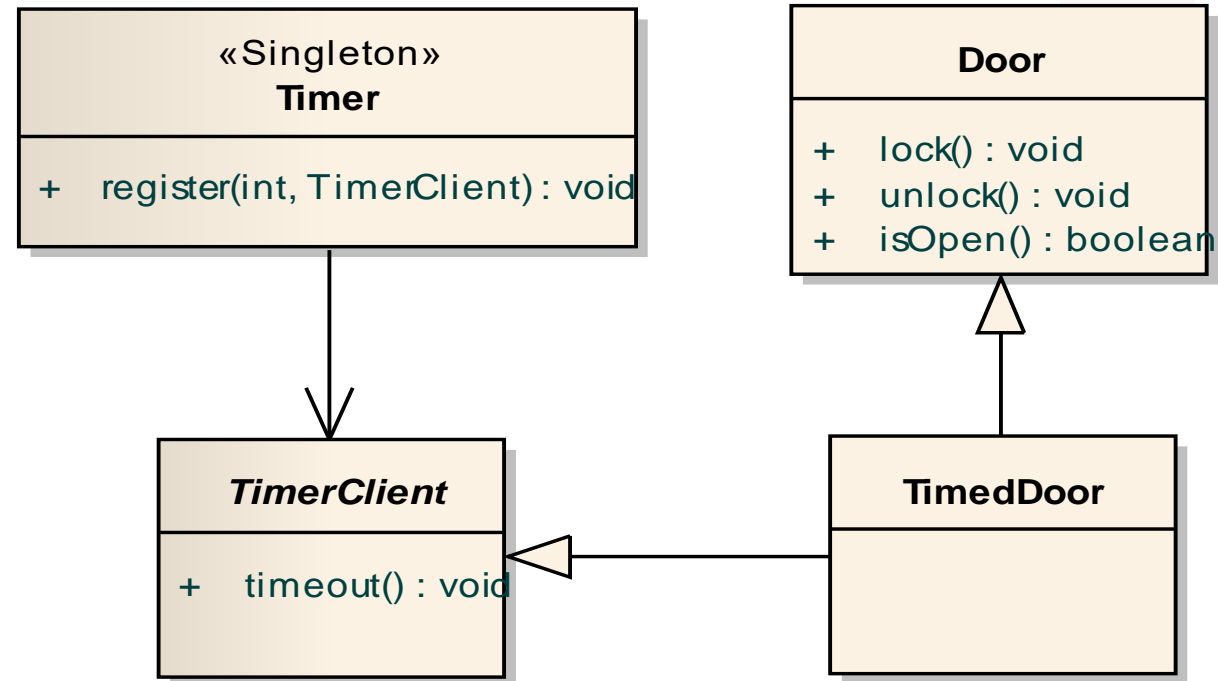 «Singleton»
Timer
+ register(int, TimerClient) : void
Door
+ lock() : void
+ unlock() : void
+ isOpen() : boolean
TimerClient
+ timeout() : void
TimedDoor